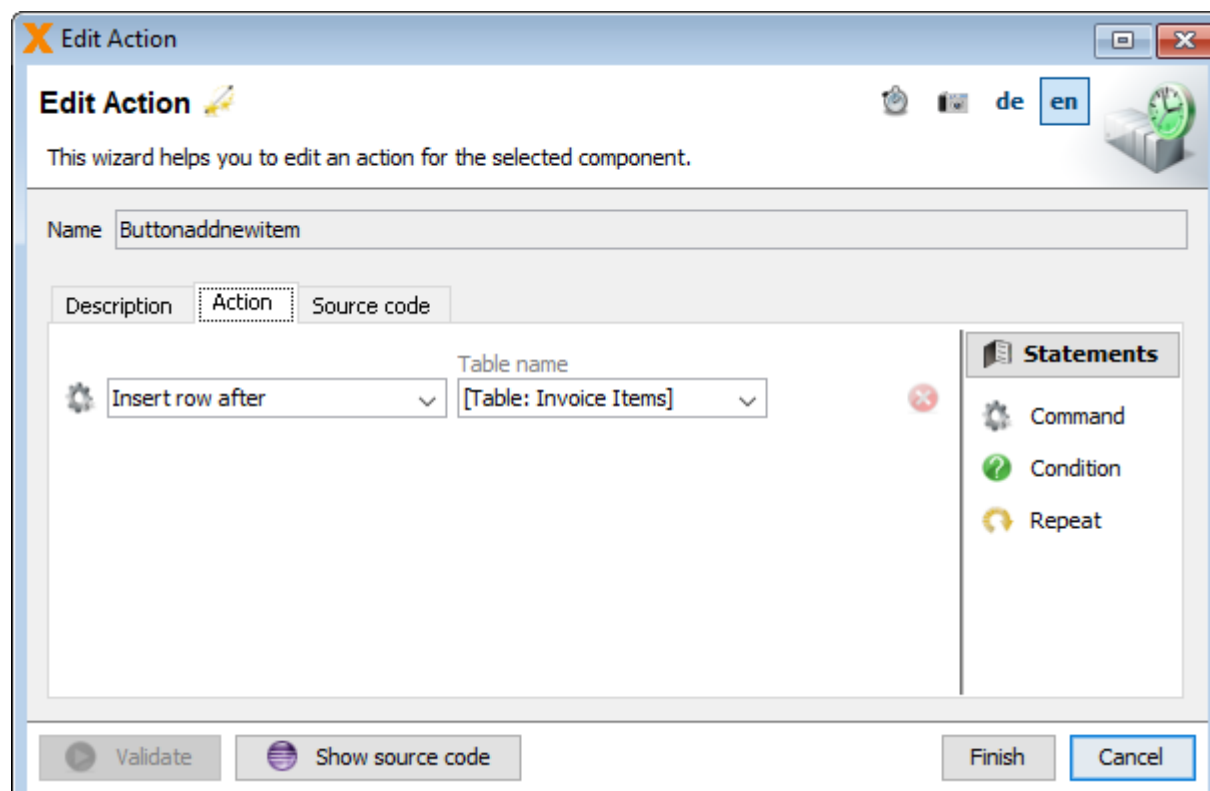 Edit Action
Edit Action
de en
This wizard helps you to edit an action for the selected component.
Name Buttonaddnewitem
Description Action Source code
Table name
Insert row after [Table: Invoice Items]
Statements
Command
Condition
Repeat
Validate Show source code Finish Cancel